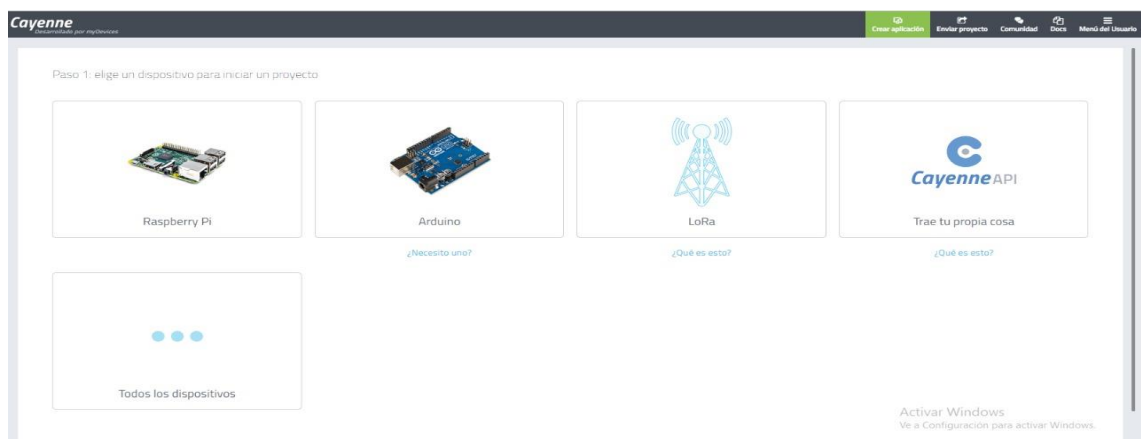 Cayenne
Desarrollado por myDevices
Crear aplicación
Enviar proyecto
Comunidad
Docs
Menú del Usuario
Paso 1: elige un dispositivo para iniciar un proyecto
Raspberry Pi
Arduino
LoRa
Cayenne API
Trae tu propia cosa
¿Necesito uno?
¿Qué es esto?
¿Qué es esto?
Todos los dispositivos
Activar Windows
Ve a Configuración para activar Windows.